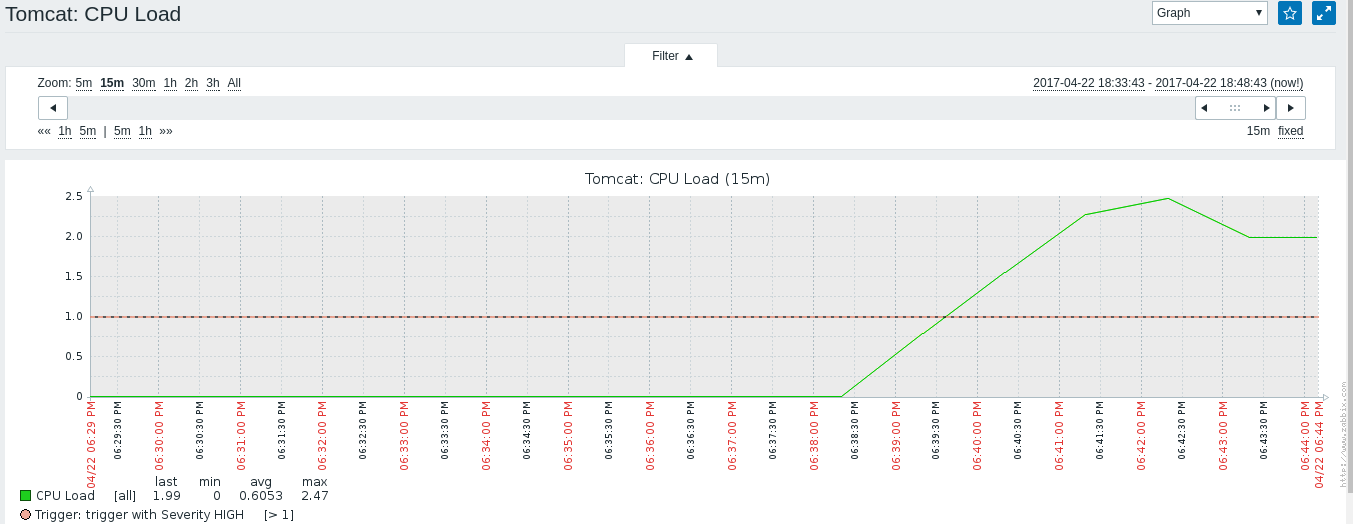 Tomcat: CPU Load
Graph ▼
Filter ▲
Zoom: 5m 15m 30m 1h 2h 3h All
2017-04-22 18:33:43 - 2017-04-22 18:48:43 (now!)
«« 1h 5m | 5m 1h »»
15m fixed
Tomcat: CPU Load (15m)
2.5
2.0
1.5
1.0
0.5
0
04/22 06:29 PM
06:29:30 PM
06:30:00 PM
06:30:30 PM
06:31:00 PM
06:31:30 PM
06:32:00 PM
06:32:30 PM
06:33:00 PM
06:33:30 PM
06:34:00 PM
06:34:30 PM
06:35:00 PM
06:35:30 PM
06:36:00 PM
06:36:30 PM
06:37:00 PM
06:37:30 PM
06:38:00 PM
06:38:30 PM
06:39:00 PM
06:39:30 PM
06:40:00 PM
06:40:30 PM
06:41:00 PM
06:41:30 PM
06:42:00 PM
06:42:30 PM
06:43:00 PM
06:43:30 PM
06:44:00 PM
04/22 06:44 PM
http://www.zabbix.com
last min avg max
CPU Load [all] 1.99 0 0.6053 2.47
Trigger: trigger with Severity HIGH [> 1]